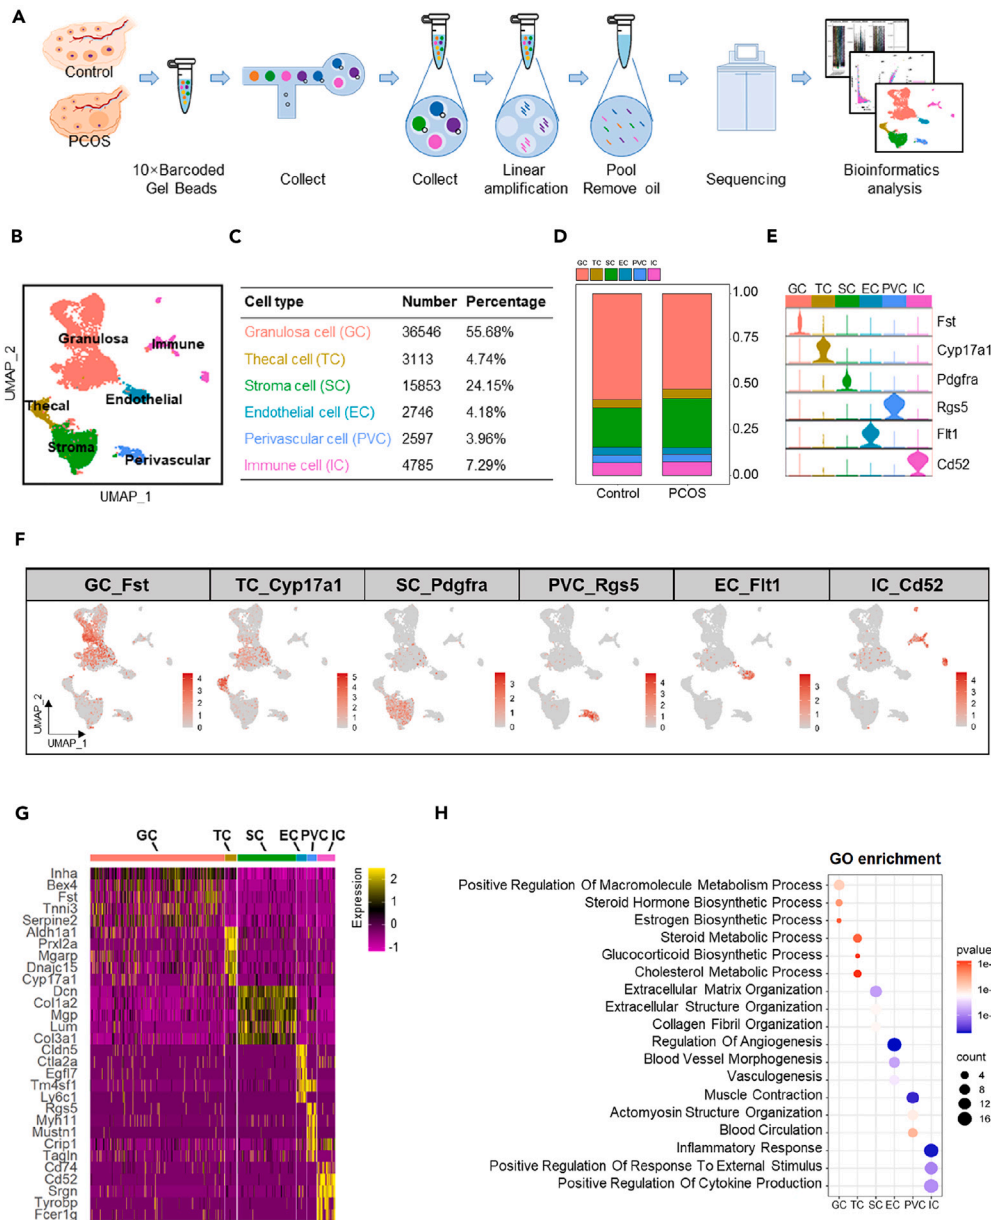 A
Control
PCOS
10×Barcoded
Gel Beads
Collect
Collect
Linear
amplification
Pool
Remove oil
Sequencing
Bioinformatics
analysis
B
UMAP_2
Granulosa
Immune
Endothelial
Thecal
Stroma
Perivascular
UMAP_1
C
Cell type Number Percentage
Granulosa cell (GC) 36546 55.68%
Thecal cell (TC) 3113 4.74%
Stroma cell (SC) 15853 24.15%
Endothelial cell (EC) 2746 4.18%
Perivascular cell (PVC) 2597 3.96%
Immune cell (IC) 4785 7.29%
D
GC TC SC EC PVC IC
1.00
0.75
0.50
0.25
0.00
Control PCOS
E
GC TC SC EC PVC IC
Fst
Cyp17a1
Pdgfra
Rgs5
Flt1
Cd52
F
GC_Fst TC_Cyp17a1 SC_Pdgfra PVC_Rgs5 EC_Flt1 IC_Cd52
4
3
2
1
0
5
4
3
2
1
0
3
2
1
0
3
2
1
0
4
3
2
1
0
4
3
2
1
0
UMAP_2
UMAP_1
G
GC TC SC EC PVC IC
Inha
Bex4
Fst
Tnni3
Serpine2
Aldh1a1
Prxl2a
Mgarp
Dnajc15
Cyp17a1
Dcn
Col1a2
Mgp
Lum
Col3a1
Cldn5
Ctla2a
Egfl7
Tm4sf1
Ly6c1
Rgs5
Myh11
Mustn1
Crip1
Tagln
Cd74
Cd52
Srgn
Tyrobp
Fcer1g
Expression
2
1
0
-1
H
GO enrichment
Positive Regulation Of Macromolecule Metabolism Process
Steroid Hormone Biosynthetic Process
Estrogen Biosynthetic Process
Steroid Metabolic Process
Glucocorticoid Biosynthetic Process
Cholesterol Metabolic Process
Extracellular Matrix Organization
Extracellular Structure Organization
Collagen Fibril Organization
Regulation Of Angiogenesis
Blood Vessel Morphogenesis
Vasculogenesis
Muscle Contraction
Actomyosin Structure Organization
Blood Circulation
Inflammatory Response
Positive Regulation Of Response To External Stimulus
Positive Regulation Of Cytokine Production
GC TC SC EC PVC IC
pvalue
1e-
1e-
1e-
count
4
8
12
16